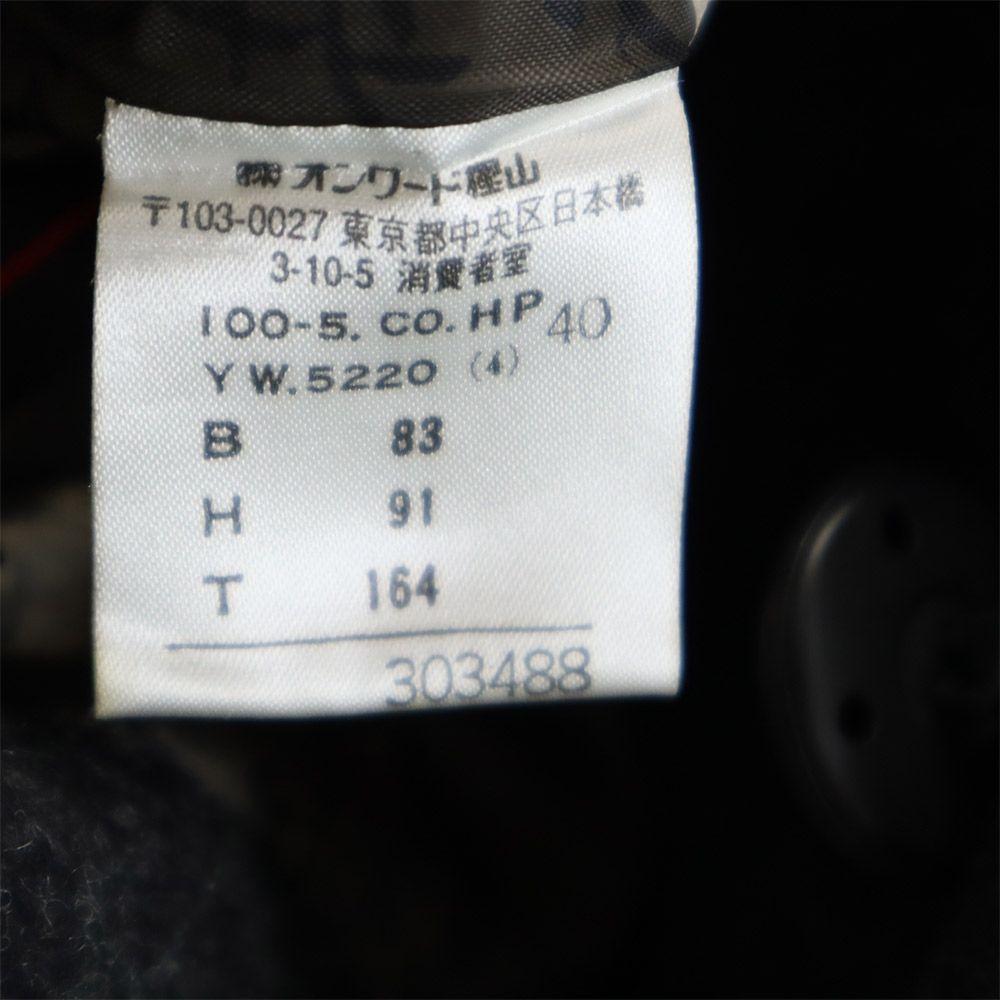 ㈱オンワード樫山
〒103-0027 東京都中央区日本橋
3-10-5 消費者室
100-5. CO. HP 40
YW.5220 (4)
B 83
H 91
T 164
303488